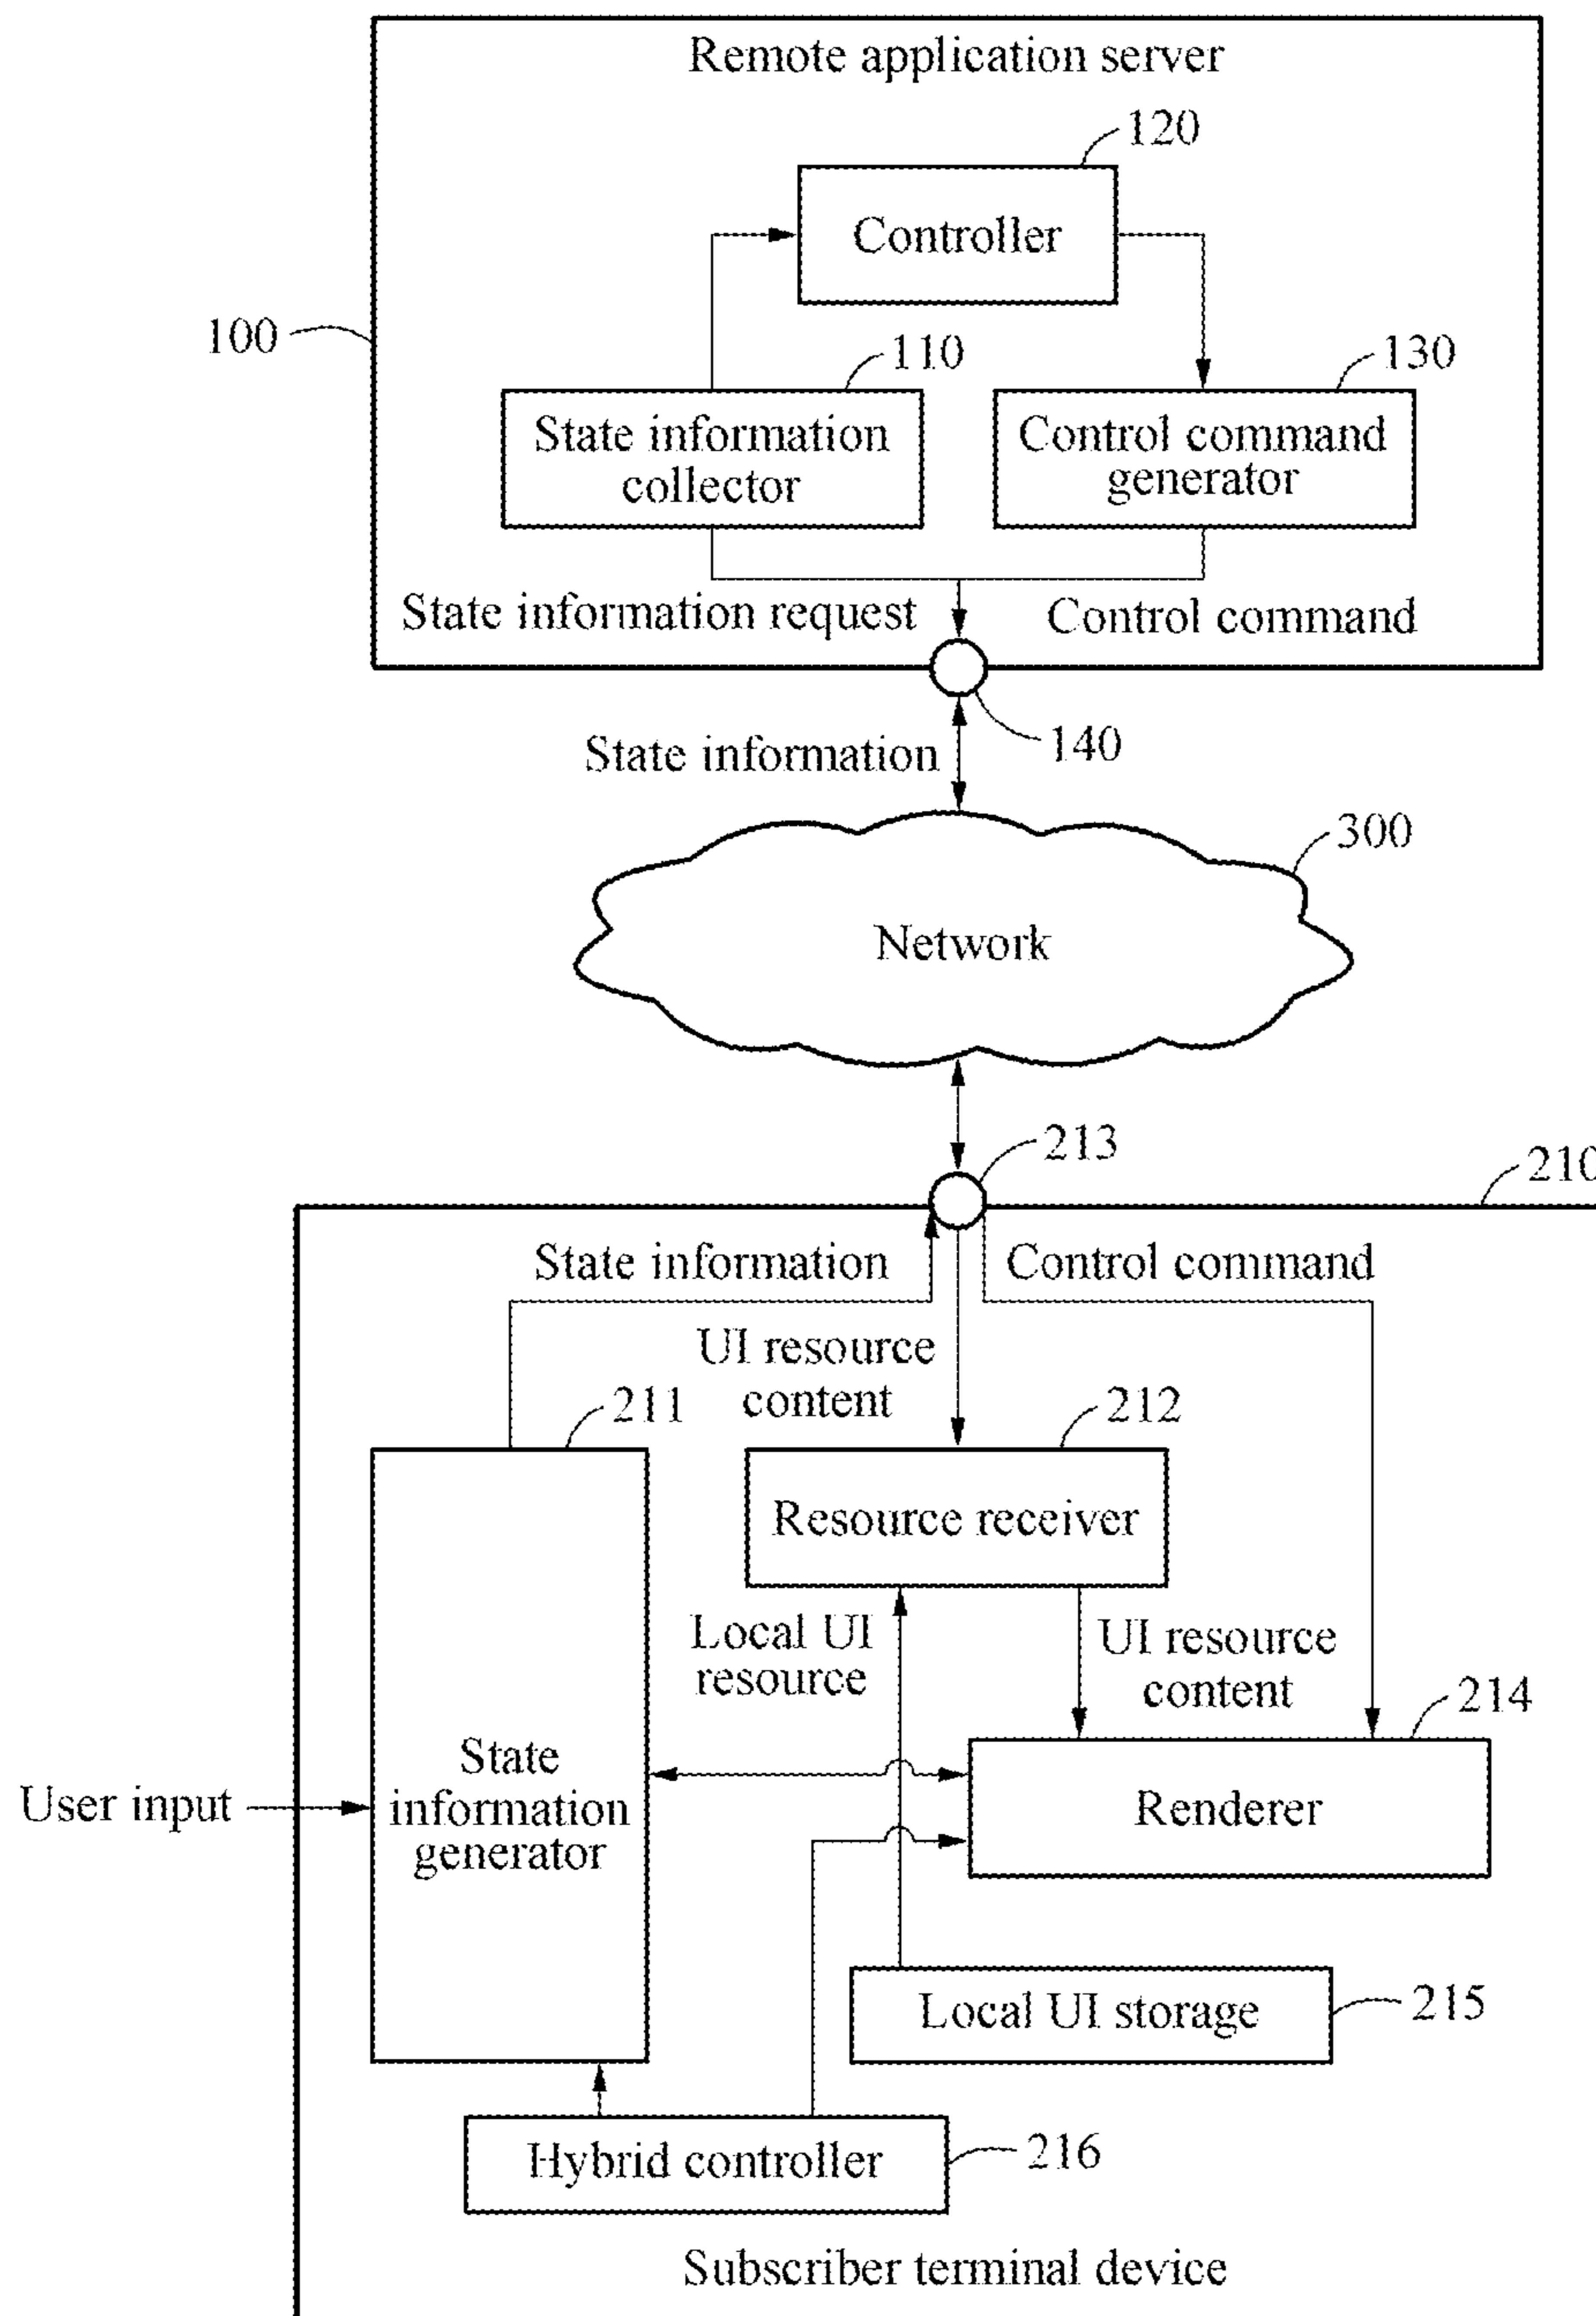 Remote application server
120
Controller
100
110
130
State information
collector
Control command
generator
State information request
Control command
140
State information
300
Network
213
210
State information
Control command
UI resource
content
211
212
Resource receiver
Local UI
resource
UI resource
content
214
State
information
generator
User input
Renderer
Local UI storage
215
Hybrid controller
216
Subscriber terminal device